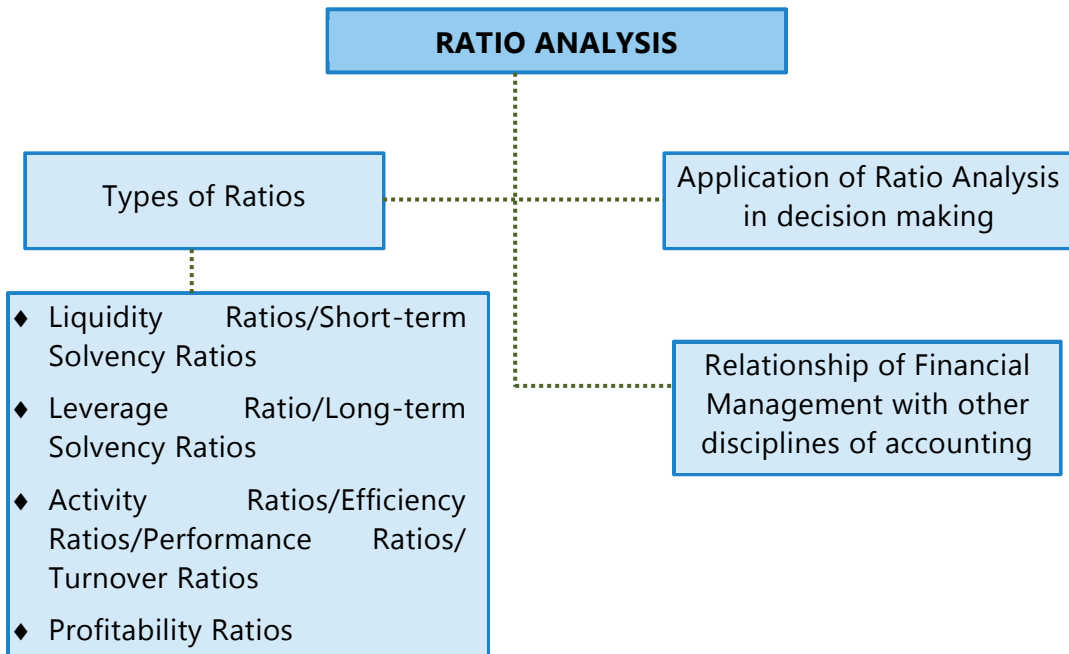 RATIO ANALYSIS
Types of Ratios
Application of Ratio Analysis
in decision making
♦ Liquidity Ratios/Short-term
Solvency Ratios
♦ Leverage Ratio/Long-term
Solvency Ratios
♦ Activity Ratios/Efficiency
Ratios/Performance Ratios/
Turnover Ratios
♦ Profitability Ratios
Relationship of Financial
Management with other
disciplines of accounting